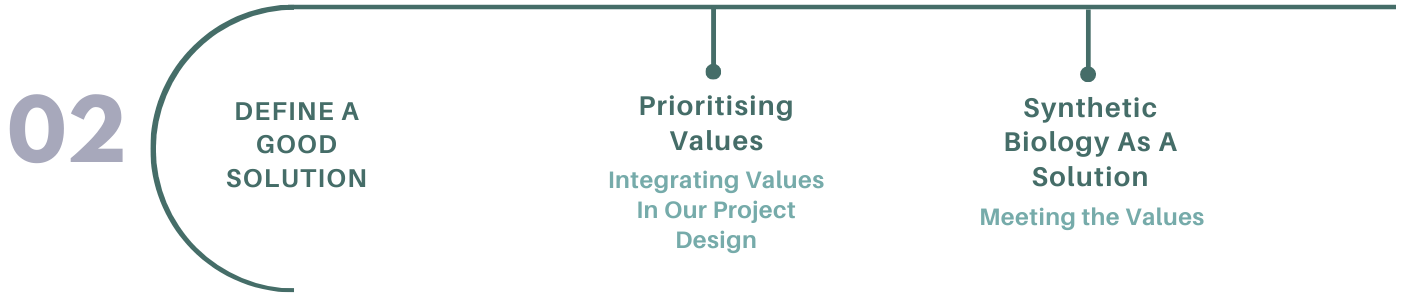 02
DEFINE A
GOOD
SOLUTION
Prioritising
Values
Integrating Values
In Our Project
Design
Synthetic
Biology As A
Solution
Meeting the Values